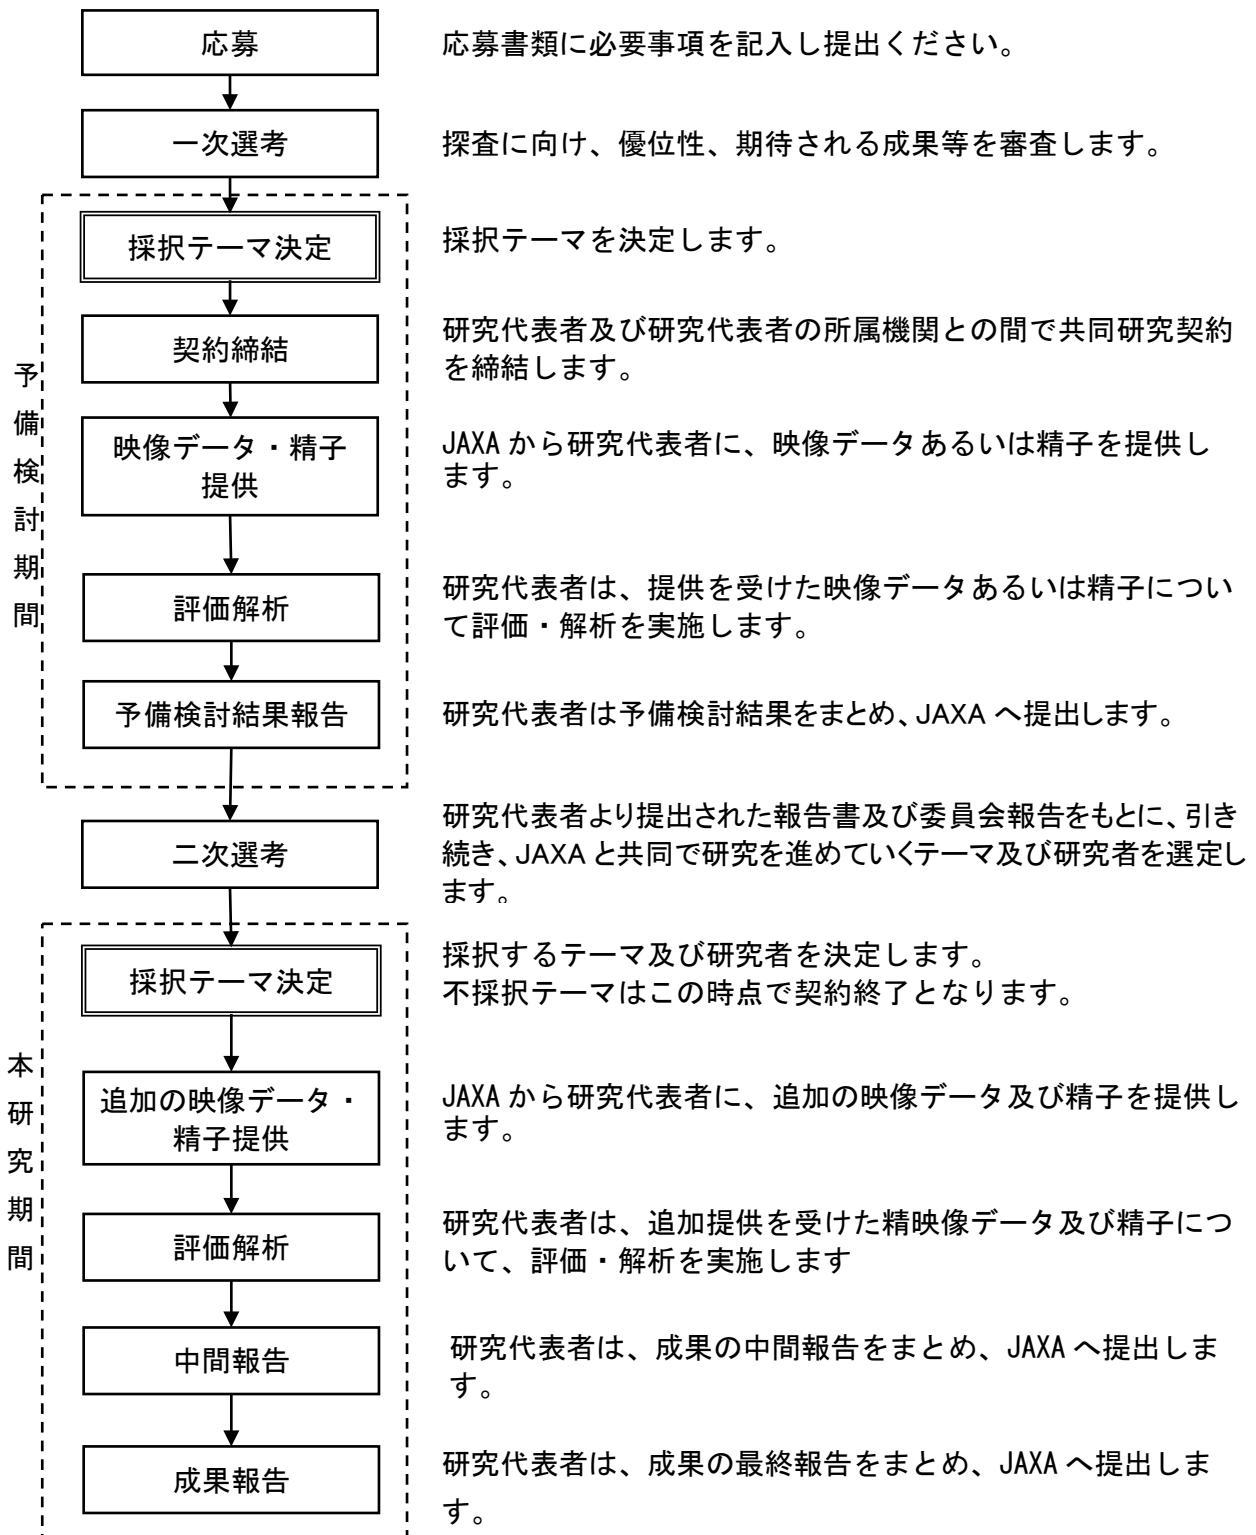 応募
応募書類に必要事項を記入し提出ください。
一次選考
探査に向け、優位性、期待される成果等を審査します。
予備検討期間
採択テーマ決定
採択テーマを決定します。
契約締結
研究代表者及び研究代表者の所属機関との間で共同研究契約
を締結します。
映像データ・精子
提供
JAXA から研究代表者に、映像データあるいは精子を提供し
ます。
評価解析
研究代表者は、提供を受けた映像データあるいは精子につい
て評価・解析を実施します。
予備検討結果報告
研究代表者は予備検討結果をまとめ、JAXA へ提出します。
二次選考
研究代表者より提出された報告書及び委員会報告をもとに、引き
続き、JAXA と共同で研究を進めていくテーマ及び研究者を選定し
ます。
本研究期間
採択テーマ決定
採択するテーマ及び研究者を決定します。
不採択テーマはこの時点で契約終了となります。
追加の映像データ・
精子提供
JAXA から研究代表者に、追加の映像データ及び精子を提供し
ます。
評価解析
研究代表者は、追加提供を受けた精映像データ及び精子につ
いて、評価・解析を実施します
中間報告
研究代表者は、成果の中間報告をまとめ、JAXA へ提出しま
す。
成果報告
研究代表者は、成果の最終報告をまとめ、JAXA へ提出しま
す。